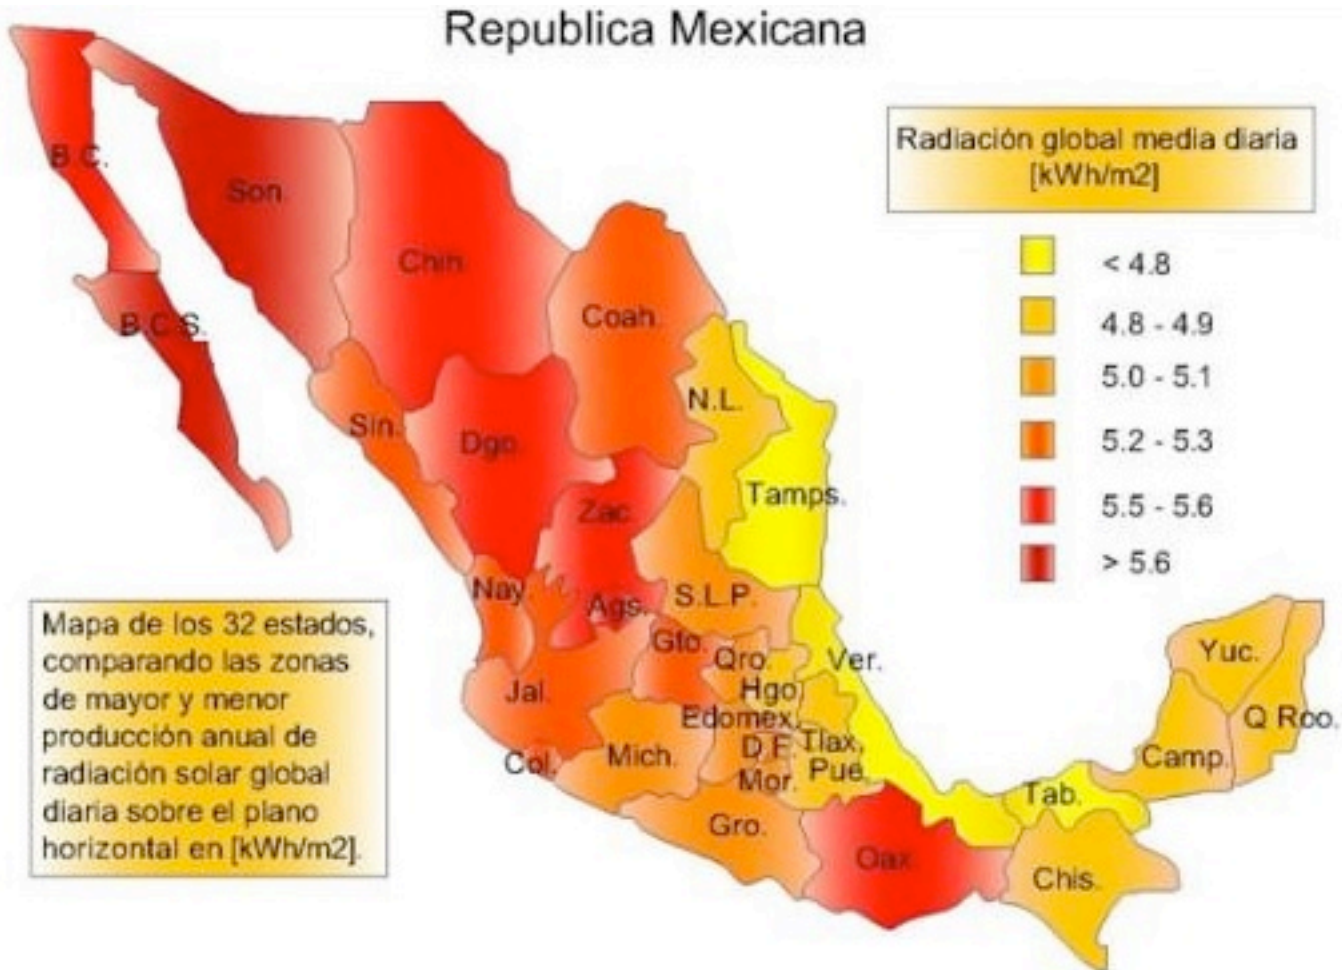 Republica Mexicana
Radiación global media diaria
[kWh/m2]
< 4.8
4.8 - 4.9
5.0 - 5.1
5.2 - 5.3
5.5 - 5.6
> 5.6
B.C.
Son.
Chih.
Coah.
B.C.S.
N.L.
Sin.
Dgo.
Tamps.
Zac.
Nay.
Ags.
S.L.P.
Gto.
Qro.
Ver.
Hgo.
Jal.
Edomex.
Mich.
D.F.
Tlax.
Col.
Mor.
Pue.
Gro.
Oax.
Tab.
Chis.
Camp.
Yuc.
Q Roo.
Mapa de los 32 estados,
comparando las zonas
de mayor y menor
producción anual de
radiación solar global
diaria sobre el plano
horizontal en [kWh/m2].